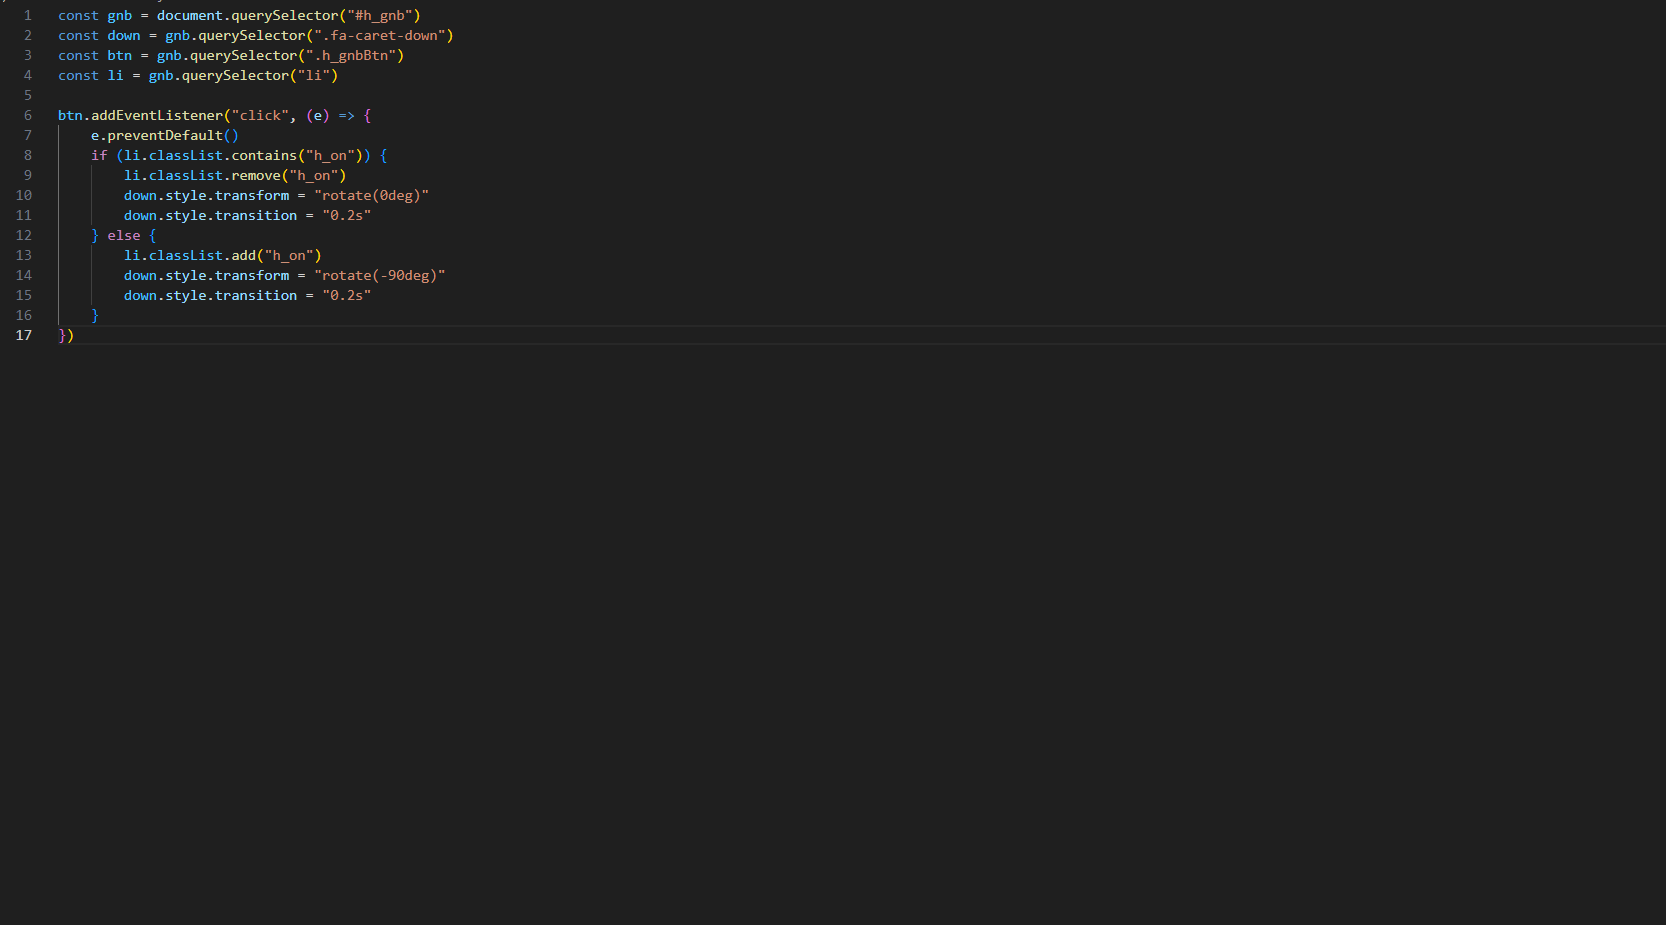 1 const gnb = document.querySelector("#h_gnb")
2 const down = gnb.querySelector(".fa-caret-down")
3 const btn = gnb.querySelector(".h_gnbBtn")
4 const li = gnb.querySelector("li")
5
6 btn.addEventListener("click", (e) => {
7     e.preventDefault()
8     if (li.classList.contains("h_on")) {
9         li.classList.remove("h_on")
10         down.style.transform = "rotate(0deg)"
11         down.style.transition = "0.2s"
12     } else {
13         li.classList.add("h_on")
14         down.style.transform = "rotate(-90deg)"
15         down.style.transition = "0.2s"
16     }
17 })